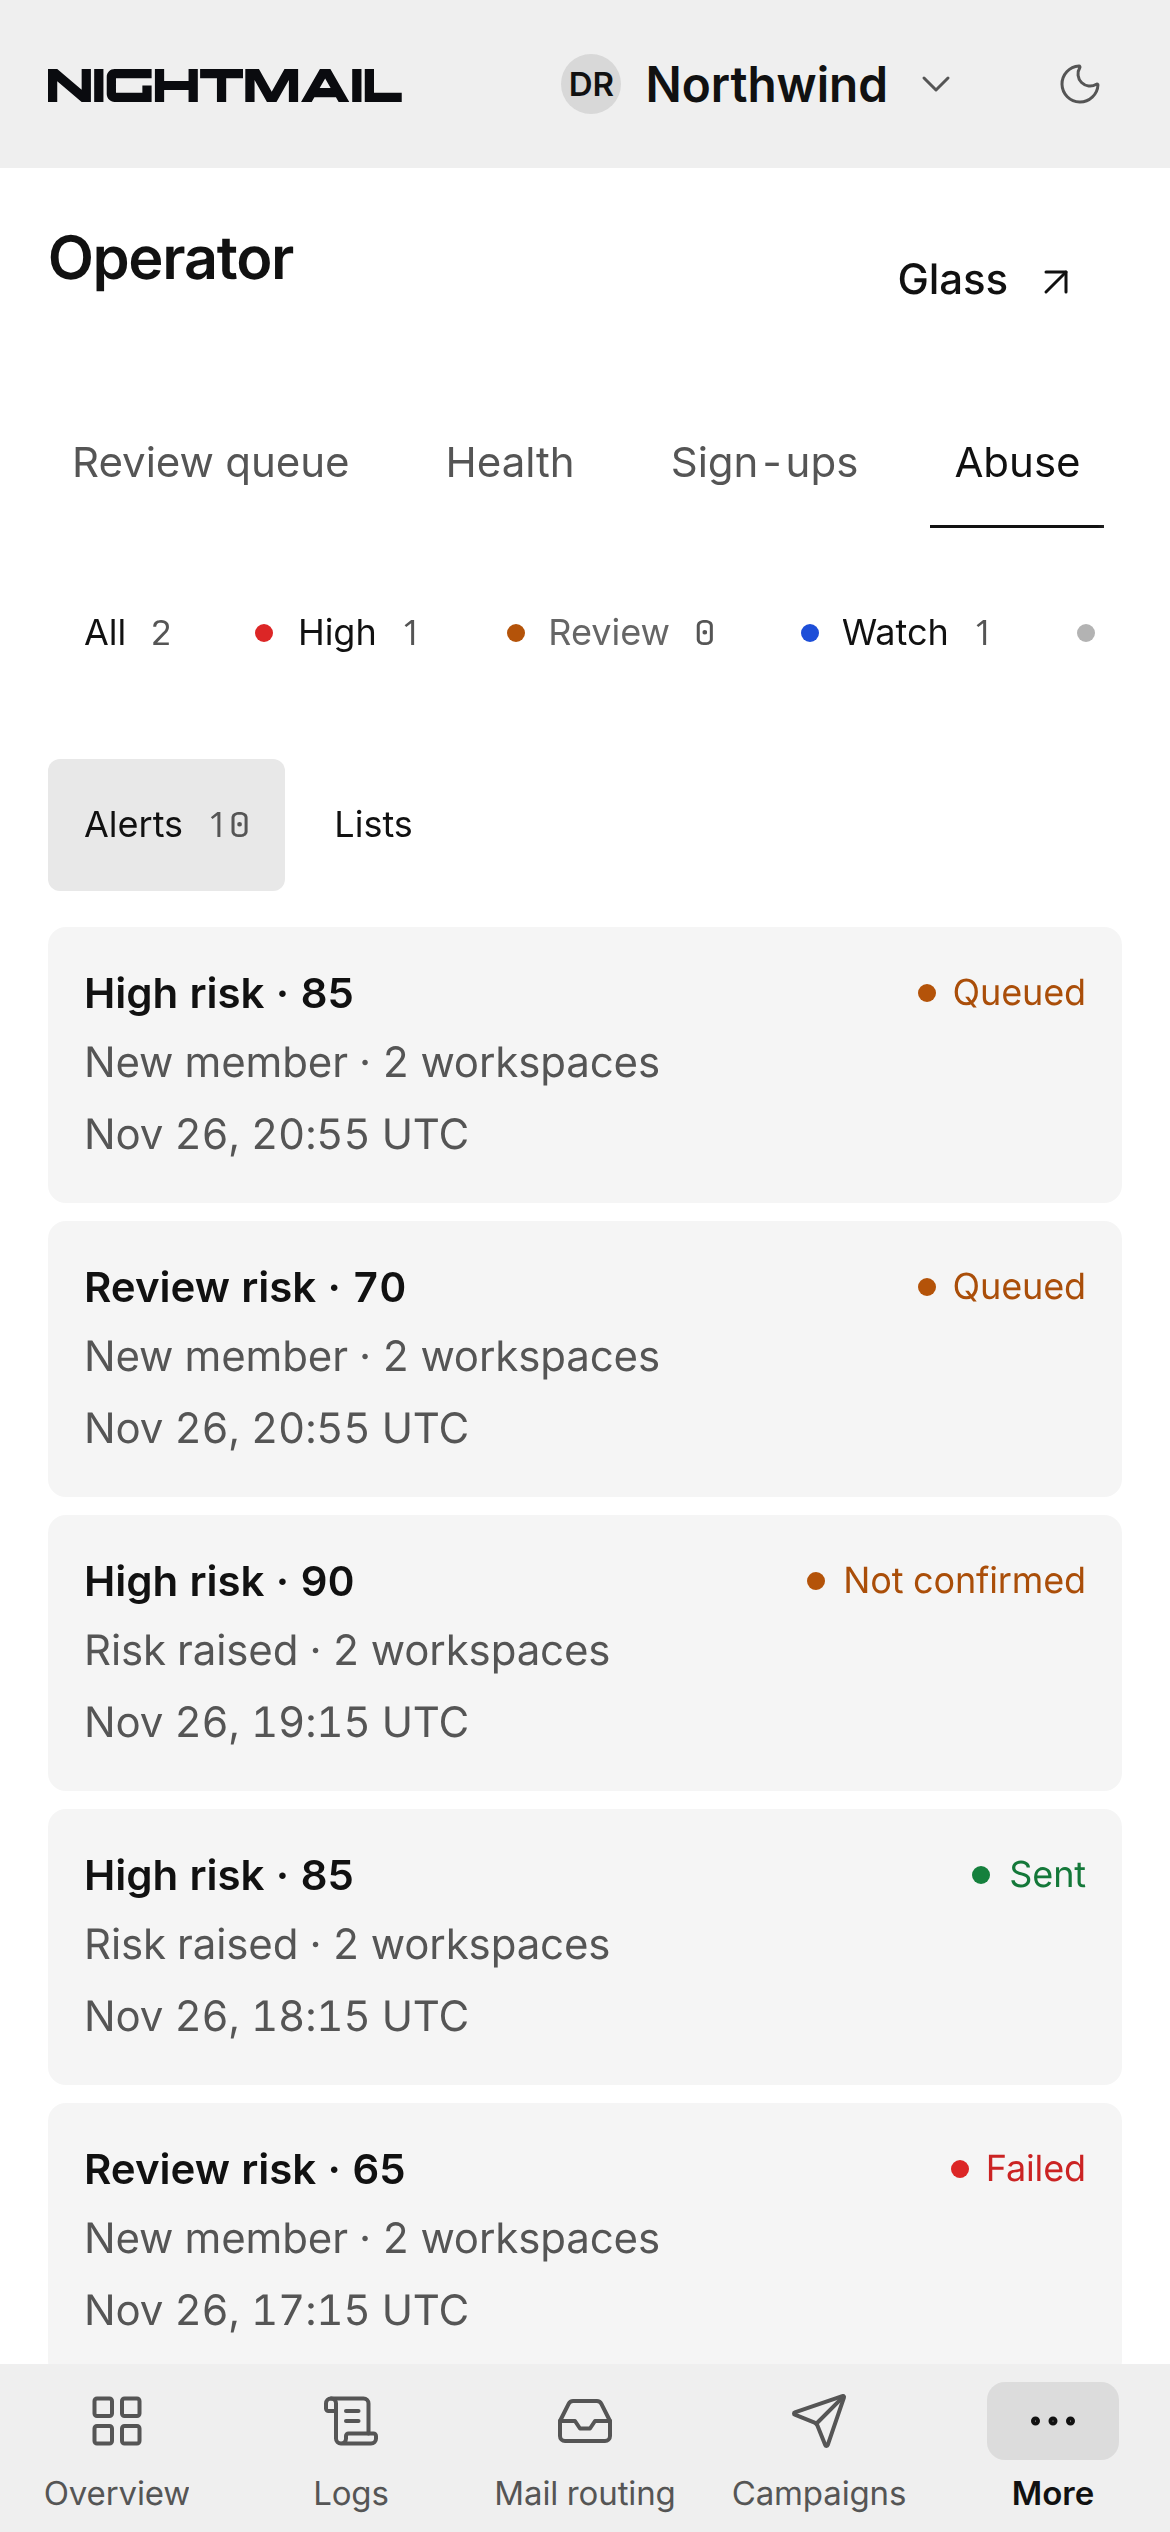 NIGHTMAIL DR Northwind
Operator
Glass
Review queue Health Sign-ups Abuse
All 2 High 1 Review 0 Watch 1
Alerts 10 Lists
High risk · 85 Queued
New member · 2 workspaces
Nov 26, 20:55 UTC
Review risk · 70 Queued
New member · 2 workspaces
Nov 26, 20:55 UTC
High risk · 90 Not confirmed
Risk raised · 2 workspaces
Nov 26, 19:15 UTC
High risk · 85 Sent
Risk raised · 2 workspaces
Nov 26, 18:15 UTC
Review risk · 65 Failed
New member · 2 workspaces
Nov 26, 17:15 UTC
Overview Logs Mail routing Campaigns More